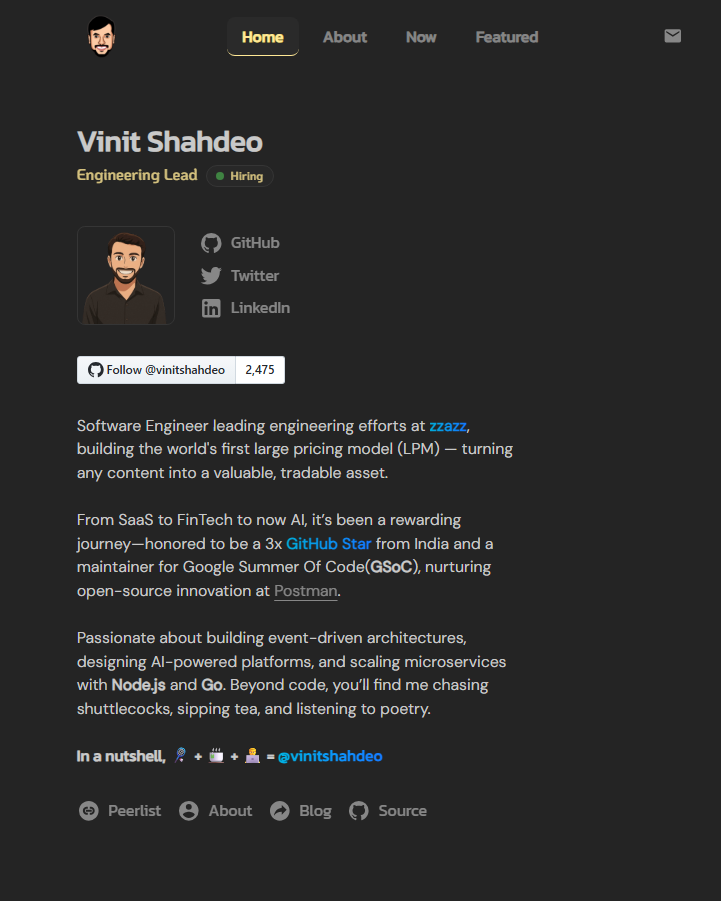 Home About Now Featured
Vinit Shahdeo
Engineering Lead Hiring
GitHub
Twitter
LinkedIn
Follow @vinitshahdeo 2,475
Software Engineer leading engineering efforts at zzazz,
building the world's first large pricing model (LPM) — turning
any content into a valuable, tradable asset.
From SaaS to FinTech to now AI, it’s been a rewarding
journey—honored to be a 3x GitHub Star from India and a
maintainer for Google Summer Of Code(GSoC), nurturing
open-source innovation at Postman.
Passionate about building event-driven architectures,
designing AI-powered platforms, and scaling microservices
with Node.js and Go. Beyond code, you’ll find me chasing
shuttlecocks, sipping tea, and listening to poetry.
In a nutshell, 🏸 + ☕ + 👨‍💻 = @vinitshahdeo
Peerlist About Blog Source